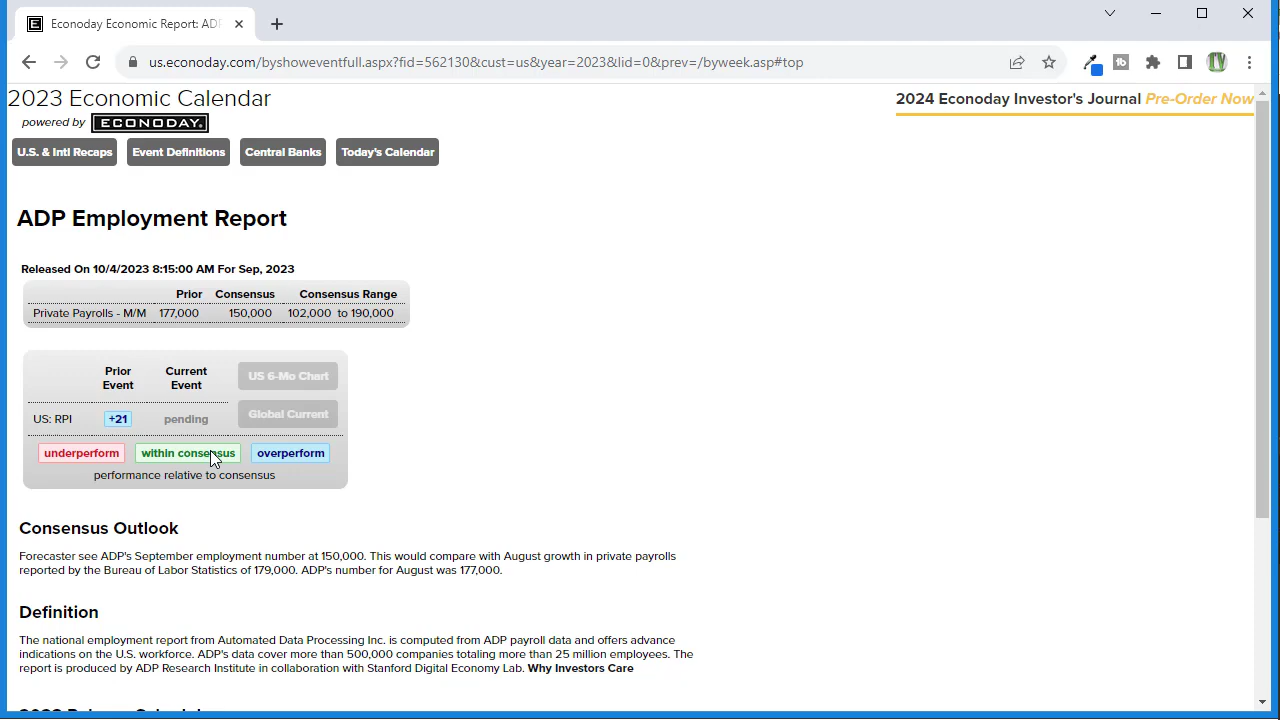 Econoday Economic Report: AD
us.econoday.com/byshoweventfull.aspx?fid=562130&cust=us&year=2023&lid=0&prev=/byweek.asp#top
2023 Economic Calendar
2024 Econoday Investor's Journal Pre-Order Now
powered by ECONODAY
U.S. & Intl Recaps Event Definitions Central Banks Today's Calendar
ADP Employment Report
Released On 10/4/2023 8:15:00 AM For Sep, 2023
Prior Consensus Consensus Range
Private Payrolls - M/M 177,000 150,000 102,000 to 190,000
Prior Event Current Event US 6-Mo Chart
Global Current
US: RPI +21 pending
underperform within consensus overperform
performance relative to consensus
Consensus Outlook
Forecaster see ADP's September employment number at 150,000. This would compare with August growth in private payrolls
reported by the Bureau of Labor Statistics of 179,000. ADP's number for August was 177,000.
Definition
The national employment report from Automated Data Processing Inc. is computed from ADP payroll data and offers advance
indications on the U.S. workforce. ADP's data cover more than 500,000 companies totaling more than 25 million employees. The
report is produced by ADP Research Institute in collaboration with Stanford Digital Economy Lab. Why Investors Care